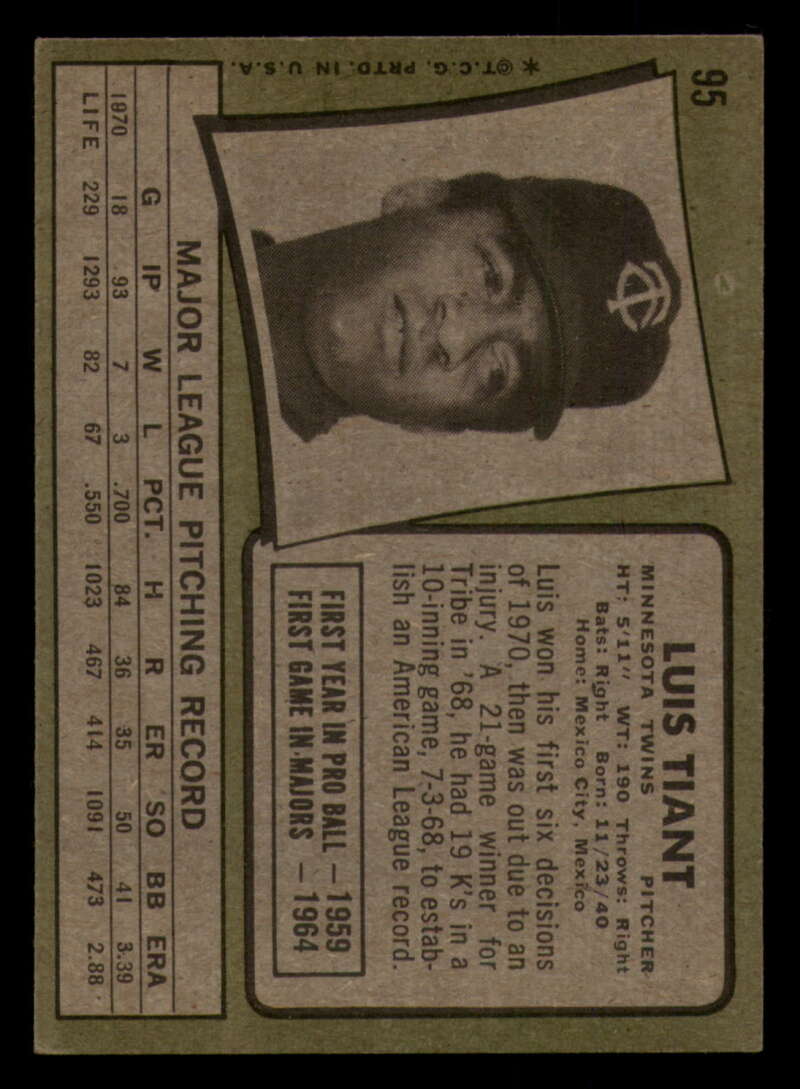 95
✶ ©T.C.G. PRTD. IN U.S.A.
TC
LUIS TIANT
MINNESOTA TWINS PITCHER
HT: 5'11" WT: 190 Throws: Right
Bats: Right Born: 11/23/40
Home: Mexico City, Mexico
Luis won his first six decisions
of 1970, then was out due to an
injury. A 21-game winner for
Tribe in '68, he had 19 K's in a
10-inning game, 7-3-68, to estab-
lish an American League record.
FIRST YEAR IN PRO BALL — 1959
FIRST GAME IN MAJORS — 1964
MAJOR LEAGUE PITCHING RECORD
G IP W L PCT. H R ER SO BB ERA
1970 18 93 7 3 .700 84 36 35 50 41 3.39
LIFE 229 1293 82 67 .550 1023 467 414 1091 473 2.88